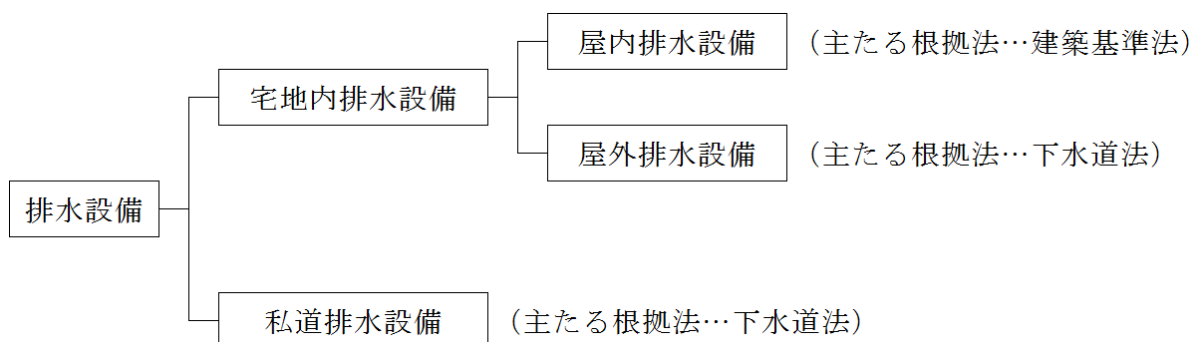 屋内排水設備 （主たる根拠法…建築基準法）
宅地内排水設備
屋外排水設備 （主たる根拠法…下水道法）
排水設備
私道排水設備 （主たる根拠法…下水道法）